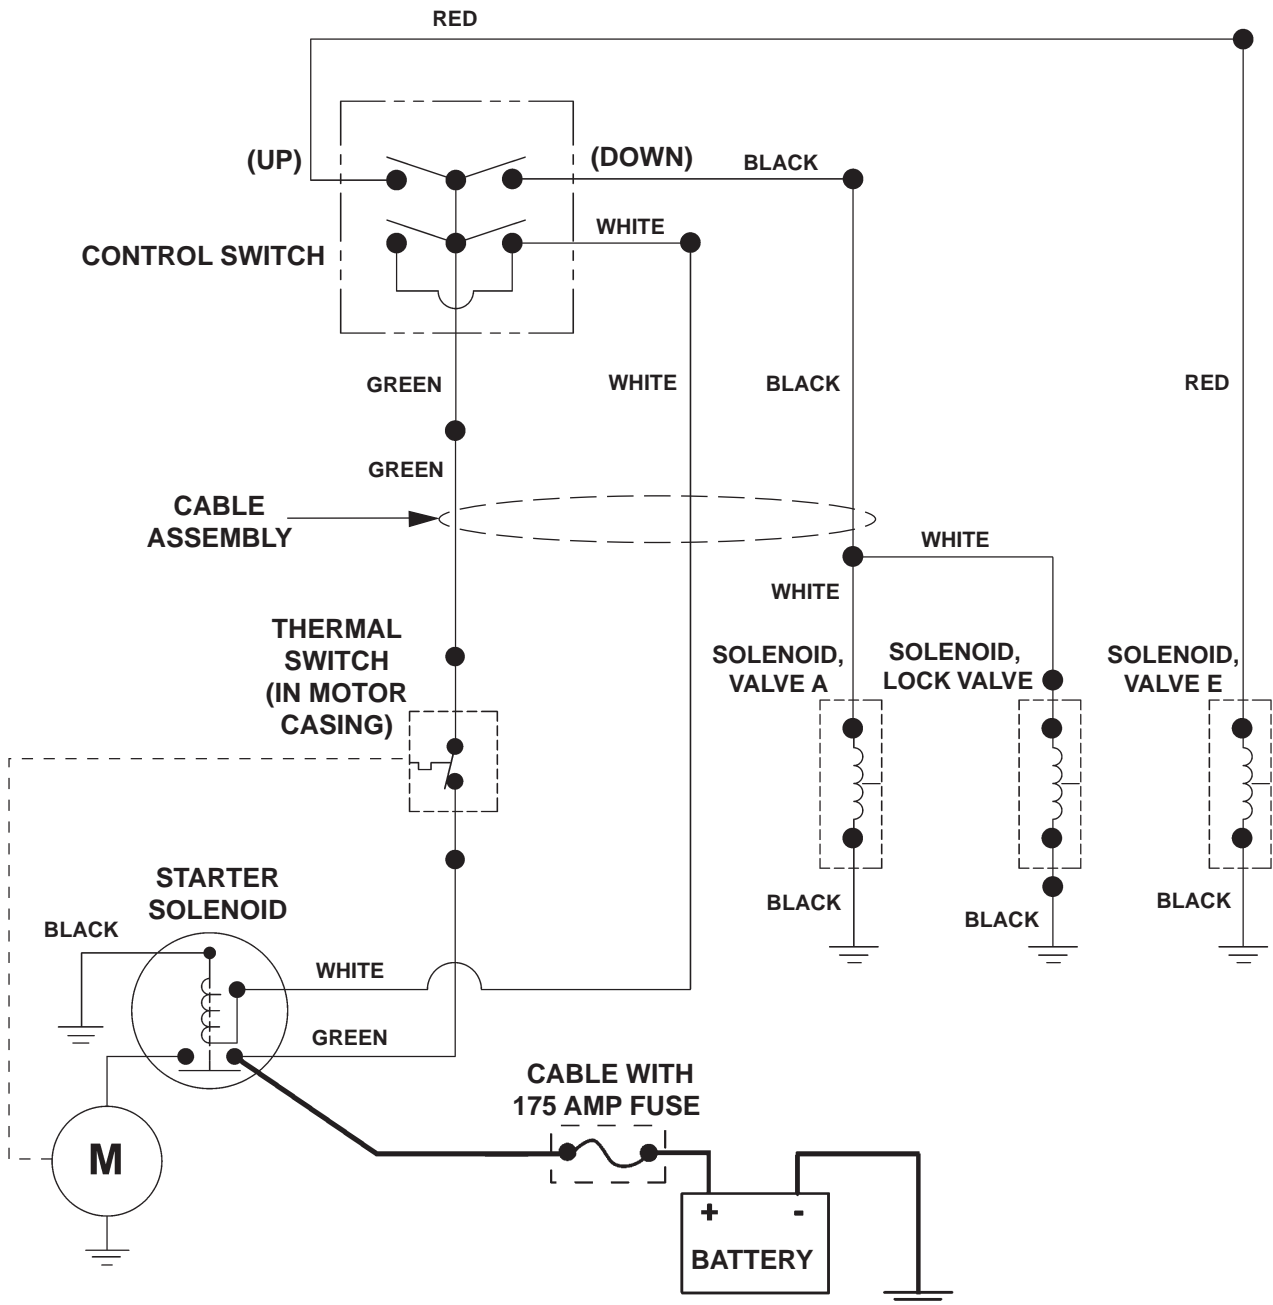 RED
(UP)
(DOWN)
BLACK
WHITE
CONTROL SWITCH
GREEN
WHITE
BLACK
RED
GREEN
CABLE
ASSEMBLY
WHITE
WHITE
THERMAL
SWITCH
(IN MOTOR
CASING)
SOLENOID,
VALVE A
SOLENOID,
LOCK VALVE
SOLENOID,
VALVE E
STARTER
SOLENOID
BLACK
BLACK
BLACK
BLACK
WHITE
GREEN
CABLE WITH
175 AMP FUSE
M
+ -
BATTERY